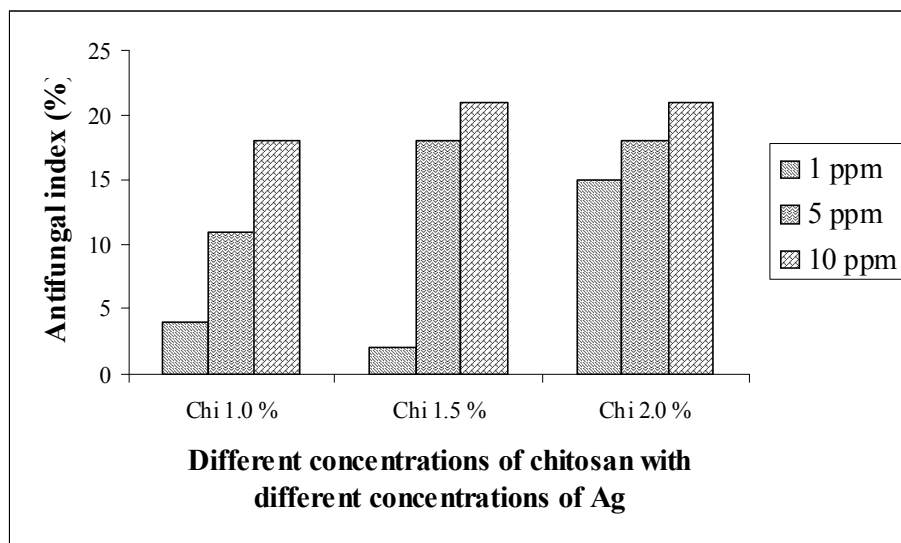 Antifungal index (%)
25
20
15
10
5
0
Chi 1.0 %
Chi 1.5 %
Chi 2.0 %
Different concentrations of chitosan with
different concentrations of Ag
1 ppm
5 ppm
10 ppm